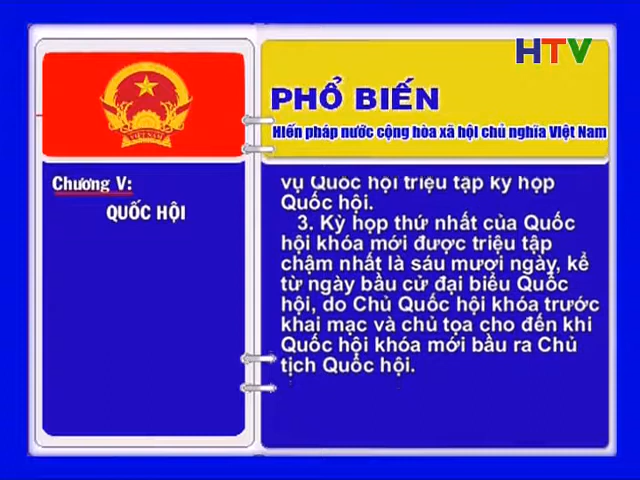 HTV
PHỔ BIẾN
Hiến pháp nước cộng hòa xã hội chủ nghĩa Việt Nam
Chương V:
QUỐC HỘI
vụ Quốc hội triệu tập kỳ họp
Quốc hội.
3. Kỳ họp thứ nhất của Quốc
hội khóa mới được triệu tập
chậm nhất là sáu mươi ngày, kể
từ ngày bầu cử đại biểu Quốc
hội, do Chủ Quốc hội khóa trước
khai mạc và chủ tọa cho đến khi
Quốc hội khóa mới bầu ra Chủ
tịch Quốc hội.